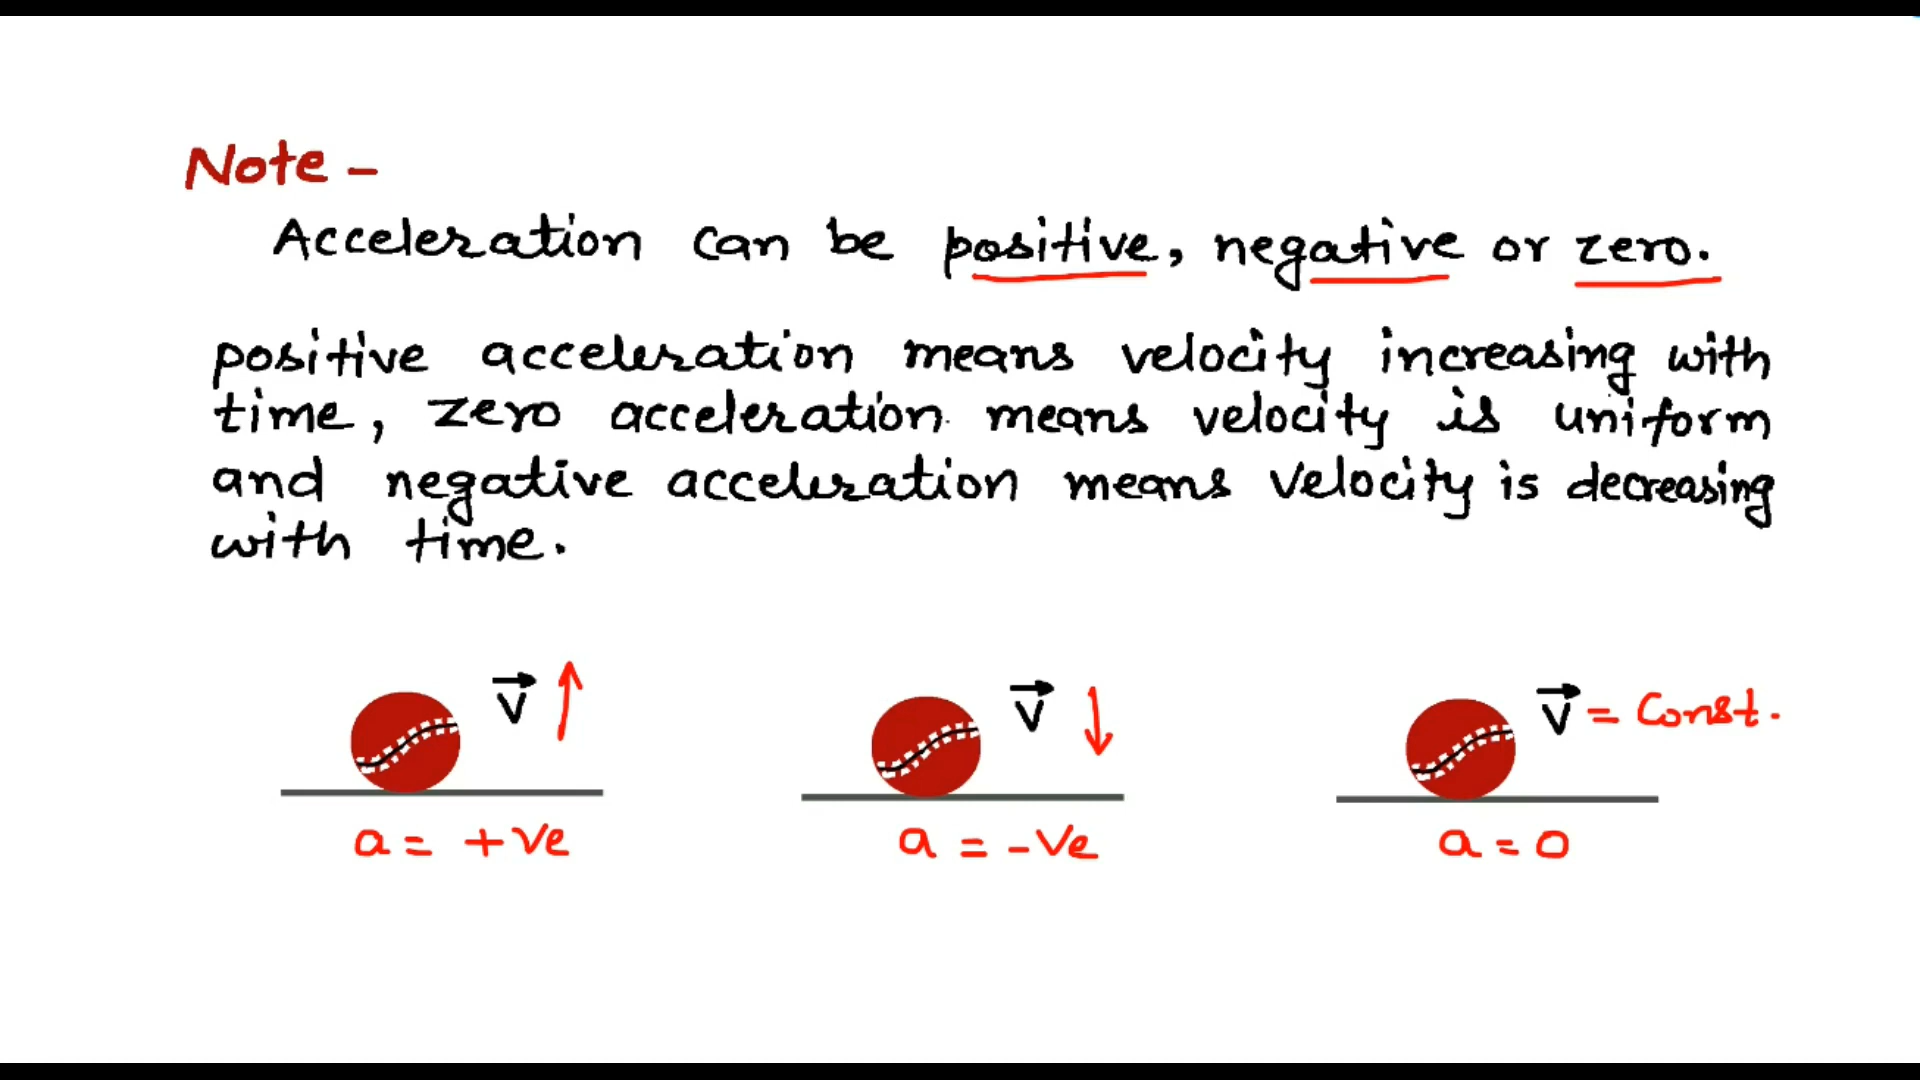 Note -
Acceleration can be positive, negative or zero.
positive acceleration means velocity increasing with
time, zero acceleration means velocity is uniform
and negative acceleration means velocity is decreasing
with time.
v⃗ ↑
v⃗ ↓
v⃗ = Const.
a = +ve
a = -ve
a = 0